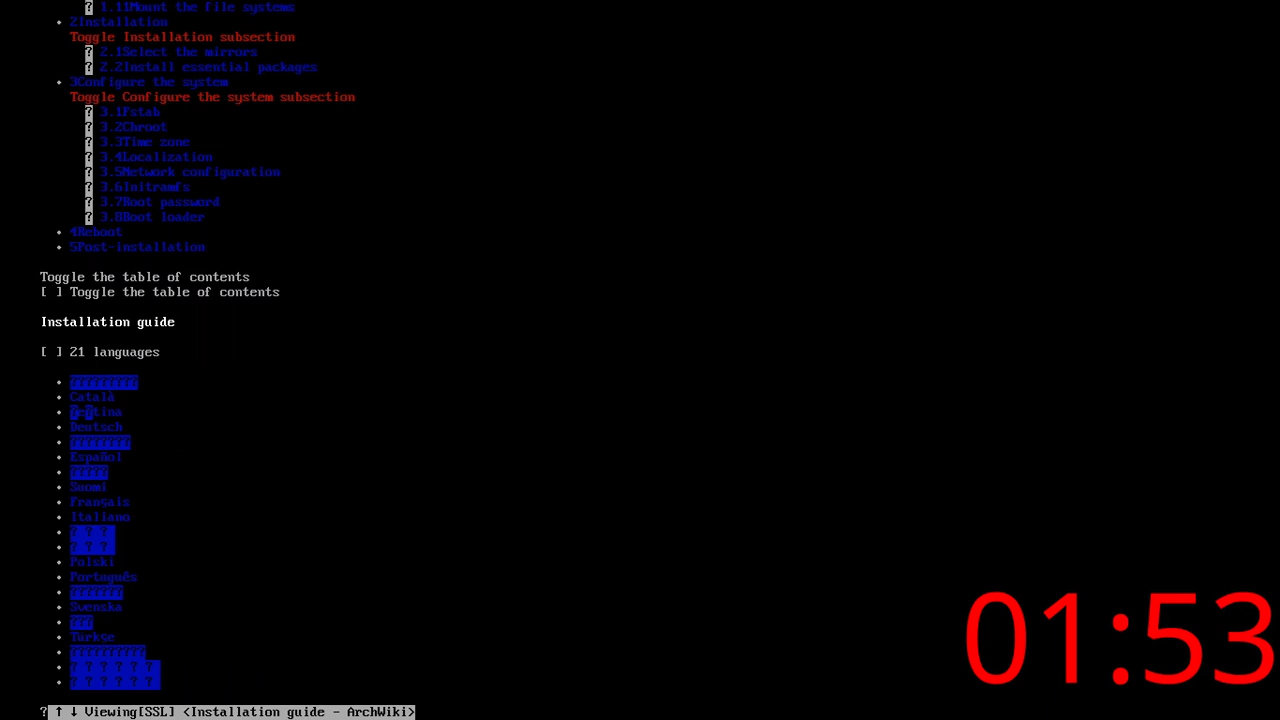 ? 1.11Mount the file systems
• 2Installation
Toggle Installation subsection
? 2.1Select the mirrors
? 2.2Install essential packages
• 3Configure the system
Toggle Configure the system subsection
? 3.1Fstab
? 3.2Chroot
? 3.3Time zone
? 3.4Localization
? 3.5Network configuration
? 3.6Initramfs
? 3.7Root password
? 3.8Boot loader
• 4Reboot
• 5Post-installation
Toggle the table of contents
[ ] Toggle the table of contents
Installation guide
[ ] 21 languages
• ?????????
• Català
• ?e?tina
• Deutsch
• ????????
• Español
• ?????
• Suomi
• Français
• Italiano
• ? ? ?
• ? ? ?
• Polski
• Português
• ???????
• Svenska
• ???
• Türkçe
• ??????????
• ? ? ? ? ? ?
• ? ? ? ? ? ?
01:53
? ↑ ↓ Viewing[SSL] <Installation guide - ArchWiki>